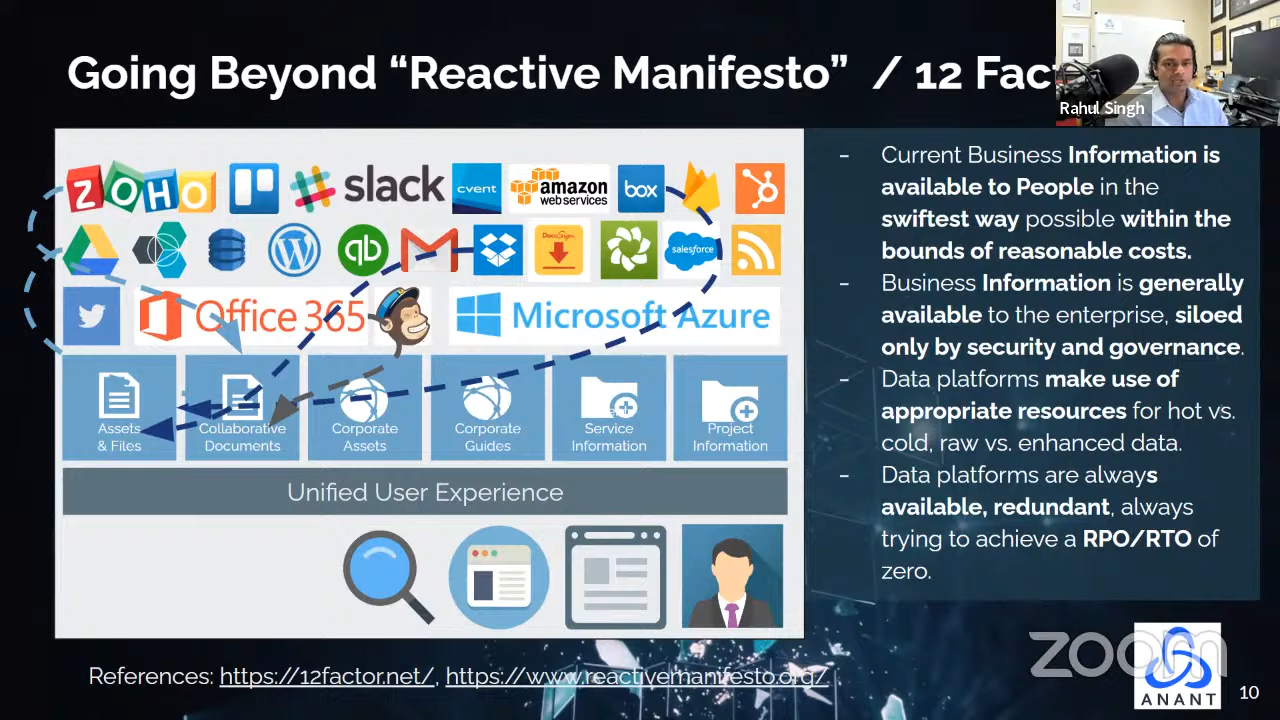 Going Beyond “Reactive Manifesto” / 12 Fac
Rahul Singh
ZOHO
slack
cvent
amazon
web services
box
qb
DocuSign
salesforce
Office 365
Microsoft Azure
Assets
& Files
Collaborative
Documents
Corporate
Assets
Corporate
Guides
Service
Information
Project
Information
Unified User Experience
- Current Business Information is
available to People in the
swiftest way possible within the
bounds of reasonable costs.
- Business Information is generally
available to the enterprise, siloed
only by security and governance.
- Data platforms make use of
appropriate resources for hot vs.
cold, raw vs. enhanced data.
- Data platforms are always
available, redundant, always
trying to achieve a RPO/RTO of
zero.
References: https://12factor.net/, https://www.reactivemanifesto.org/
zoom
ANANT
10